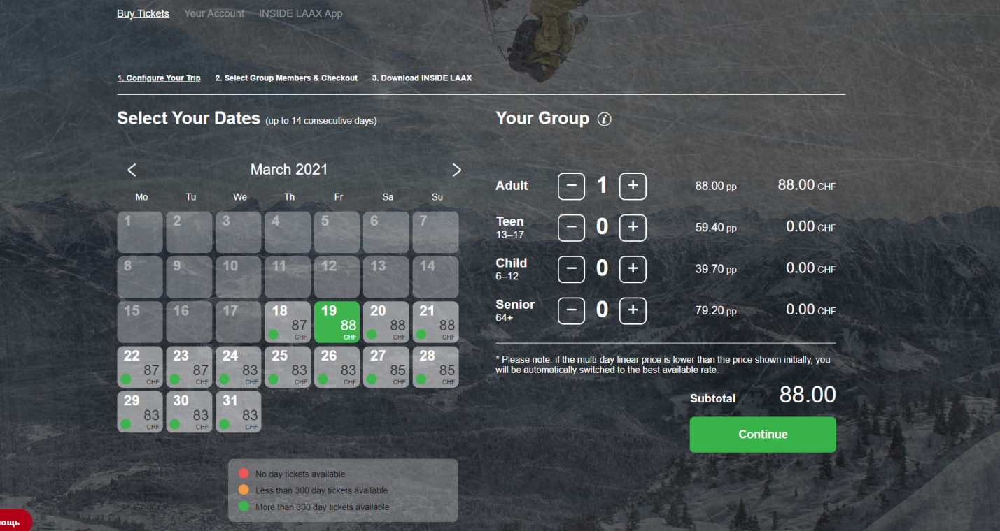 Buy Tickets Your Account INSIDE LAAX App
1. Configure Your Trip 2. Select Group Members & Checkout 3. Download INSIDE LAAX
Select Your Dates (up to 14 consecutive days)
March 2021
Mo Tu We Th Fr Sa Su
1 2 3 4 5 6 7
8 9 10 11 12 13 14
15 16 17 18 19 20 21
87 88 88 88
CHF CHF CHF CHF
22 23 24 25 26 27 28
87 87 83 83 83 85 85
CHF CHF CHF CHF CHF CHF CHF
29 30 31
83 83 83
CHF CHF CHF
No day tickets available
Less than 300 day tickets available
More than 300 day tickets available
Your Group i
Adult − 1 + 88.00 pp 88.00 CHF
Teen − 0 + 59.40 pp 0.00 CHF
13–17
Child − 0 + 39.70 pp 0.00 CHF
6–12
Senior − 0 + 79.20 pp 0.00 CHF
64+
* Please note: if the multi-day linear price is lower than the price shown initially, you
will be automatically switched to the best available rate.
Subtotal 88.00
Continue